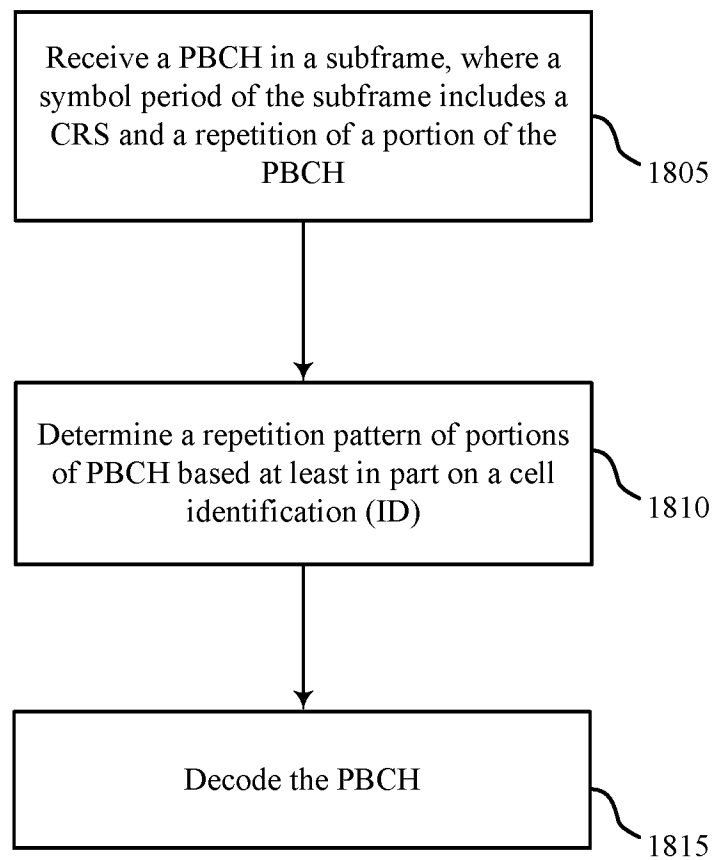 Receive a PBCH in a subframe, where a
symbol period of the subframe includes a
CRS and a repetition of a portion of the
PBCH
1805
Determine a repetition pattern of portions
of PBCH based at least in part on a cell
identification (ID)
1810
Decode the PBCH
1815